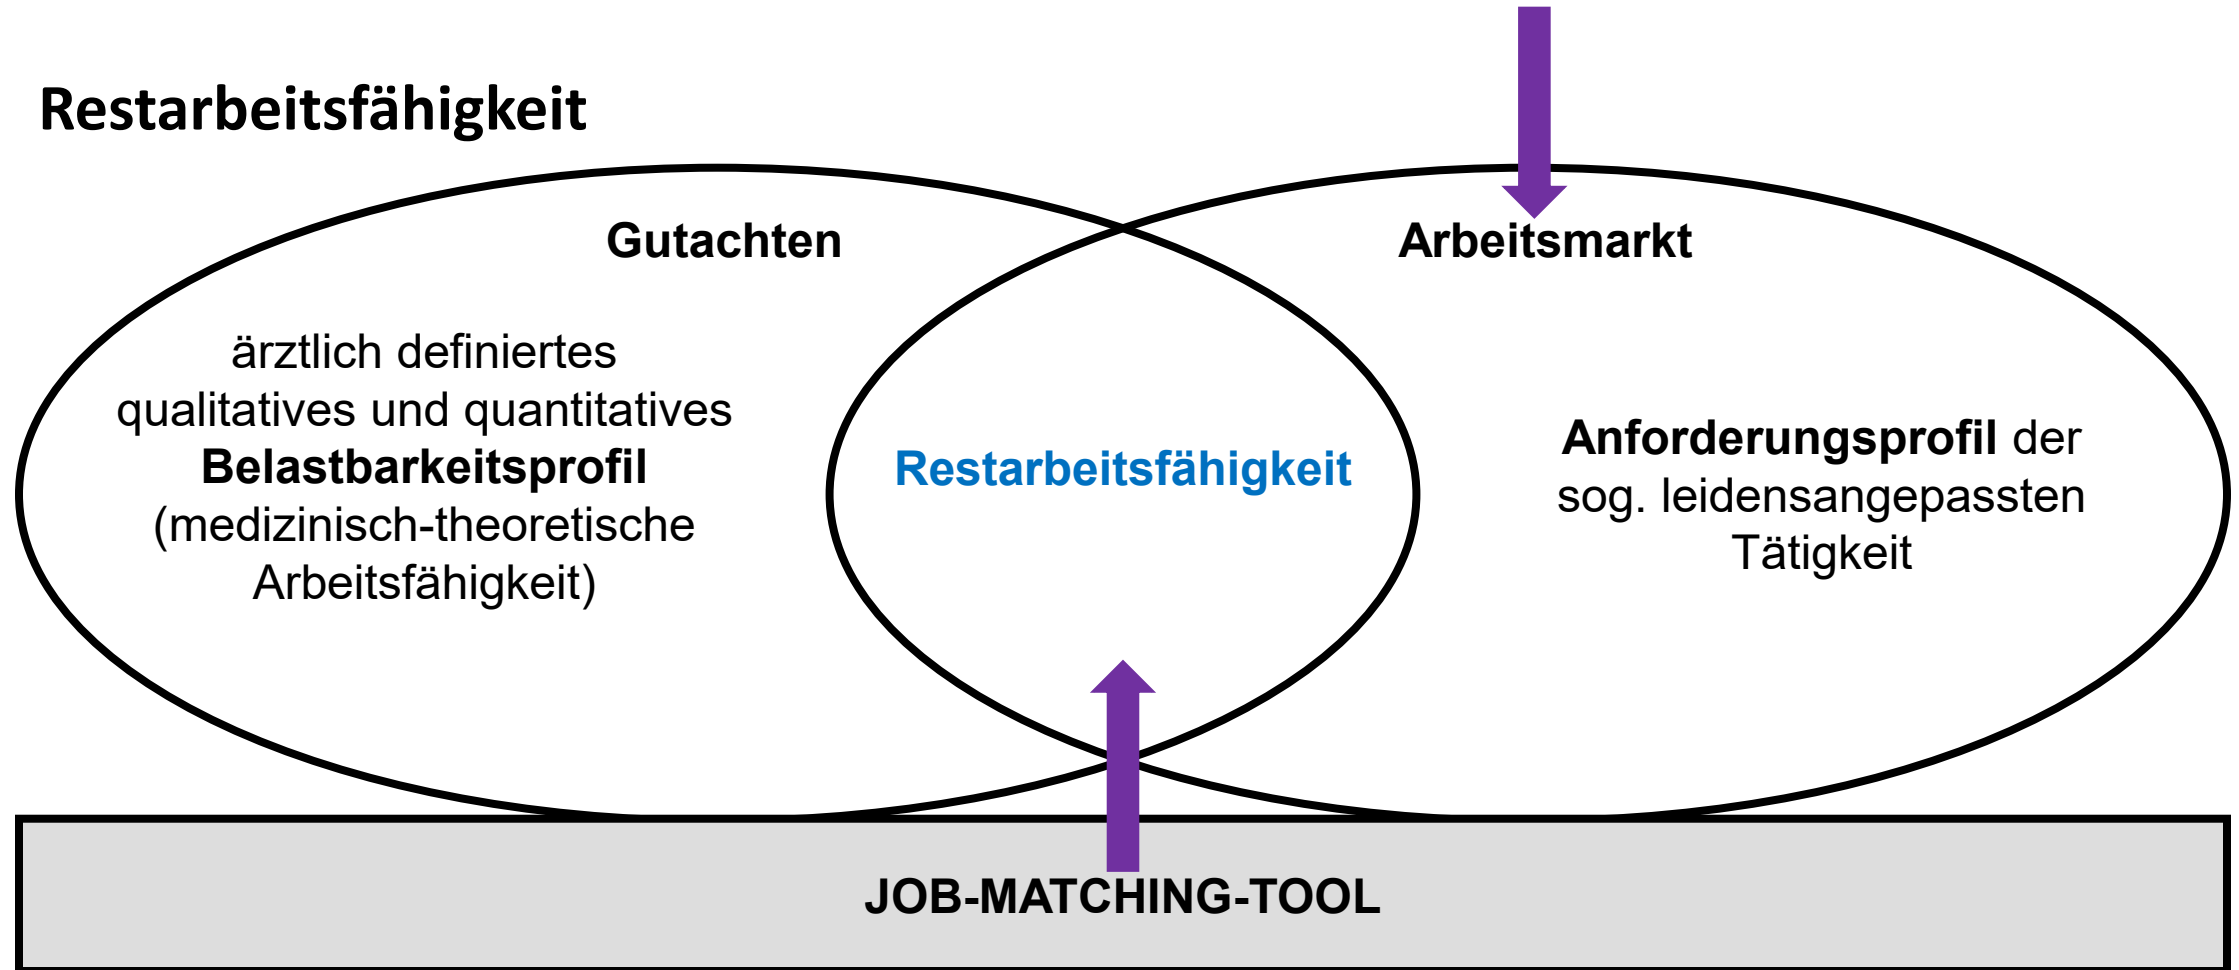 Restarbeitsfähigkeit
Gutachten
ärztlich definiertes
qualitatives und quantitatives
Belastbarkeitsprofil
(medizinisch-theoretische
Arbeitsfähigkeit)
Restarbeitsfähigkeit
Arbeitsmarkt
Anforderungsprofil der
sog. leidensangepassten
Tätigkeit
JOB-MATCHING-TOOL